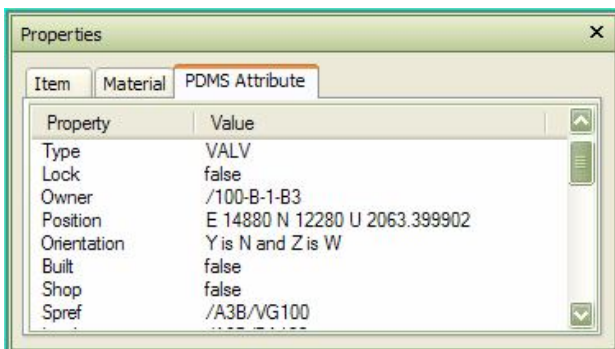 Properties
Item Material PDMS Attribute
Property Value
Type VALV
Lock false
Owner /100-B-1-B3
Position E 14880 N 12280 U 2063.399902
Orientation Y is N and Z is W
Built false
Shop false
Spref /A3B/VG100